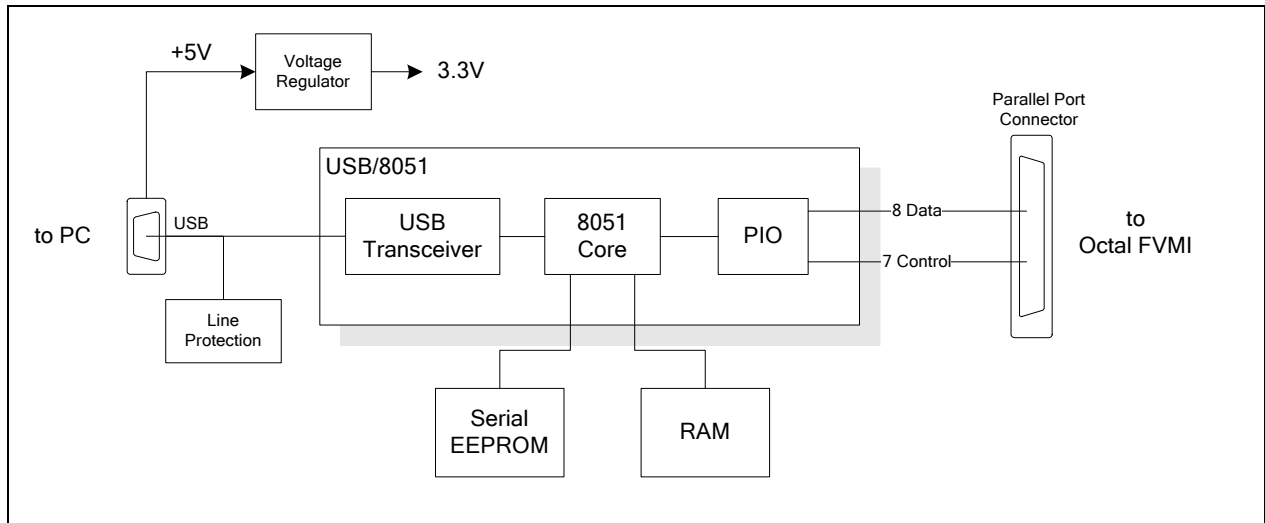 +5V
Voltage
Regulator
3.3V
Parallel Port
Connector
USB/8051
to PC
USB
USB
Transceiver
8051
Core
PIO
8 Data
7 Control
to
Octal FVMI
Line
Protection
Serial
EEPROM
RAM